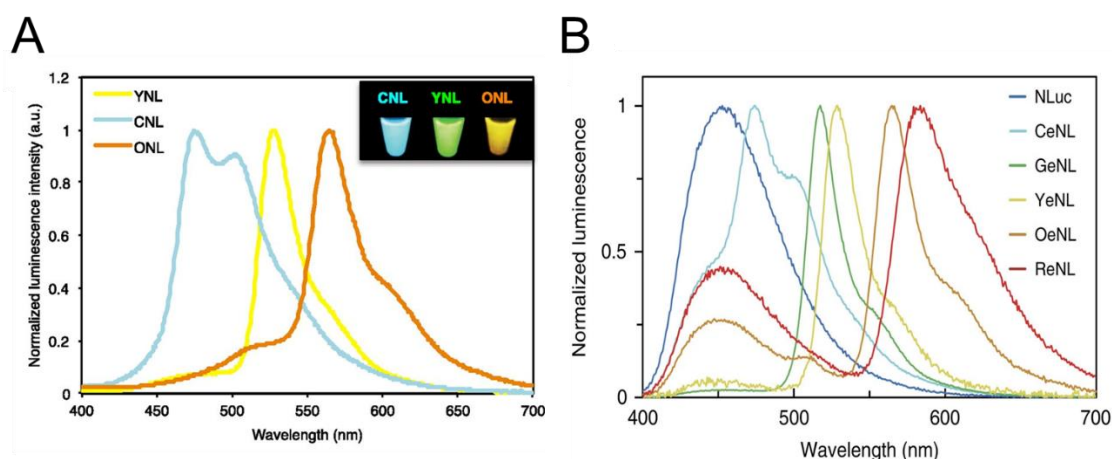 A
Normalized luminescence intensity (a.u.)
1.2
1
0.8
0.6
0.4
0.2
0
400 450 500 550 600 650 700
Wavelength (nm)
YNL
CNL
ONL
CNL YNL ONL
B
Normalized luminescence
1
0.5
0
400 500 600 700
Wavelength (nm)
NLuc
CeNL
GeNL
YeNL
OeNL
ReNL